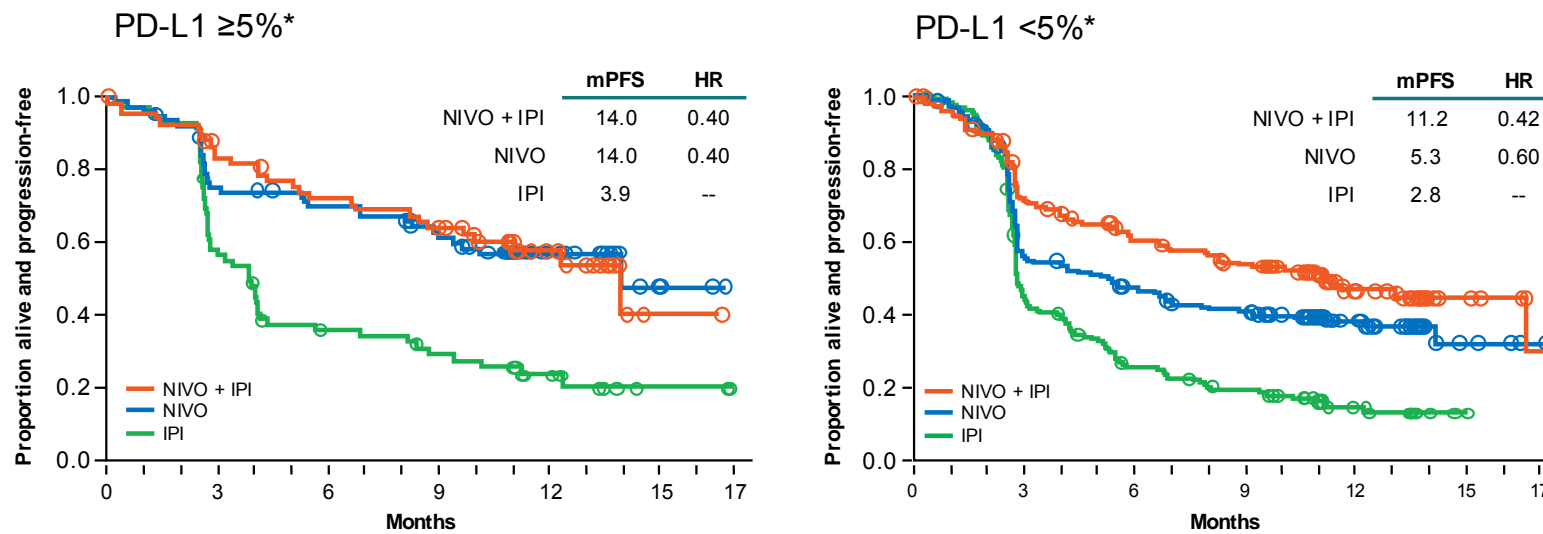 PD-L1 ≥5%*
mPFS HR
NIVO + IPI 14.0 0.40
NIVO 14.0 0.40
IPI 3.9 --
Proportion alive and progression-free
1.0
0.8
0.6
0.4
0.2
0.0
NIVO + IPI
NIVO
IPI
0 3 6 9 12 15 17
Months
PD-L1 <5%*
mPFS HR
NIVO + IPI 11.2 0.42
NIVO 5.3 0.60
IPI 2.8 --
Proportion alive and progression-free
1.0
0.8
0.6
0.4
0.2
0.0
NIVO + IPI
NIVO
IPI
0 3 6 9 12 15 17
Months